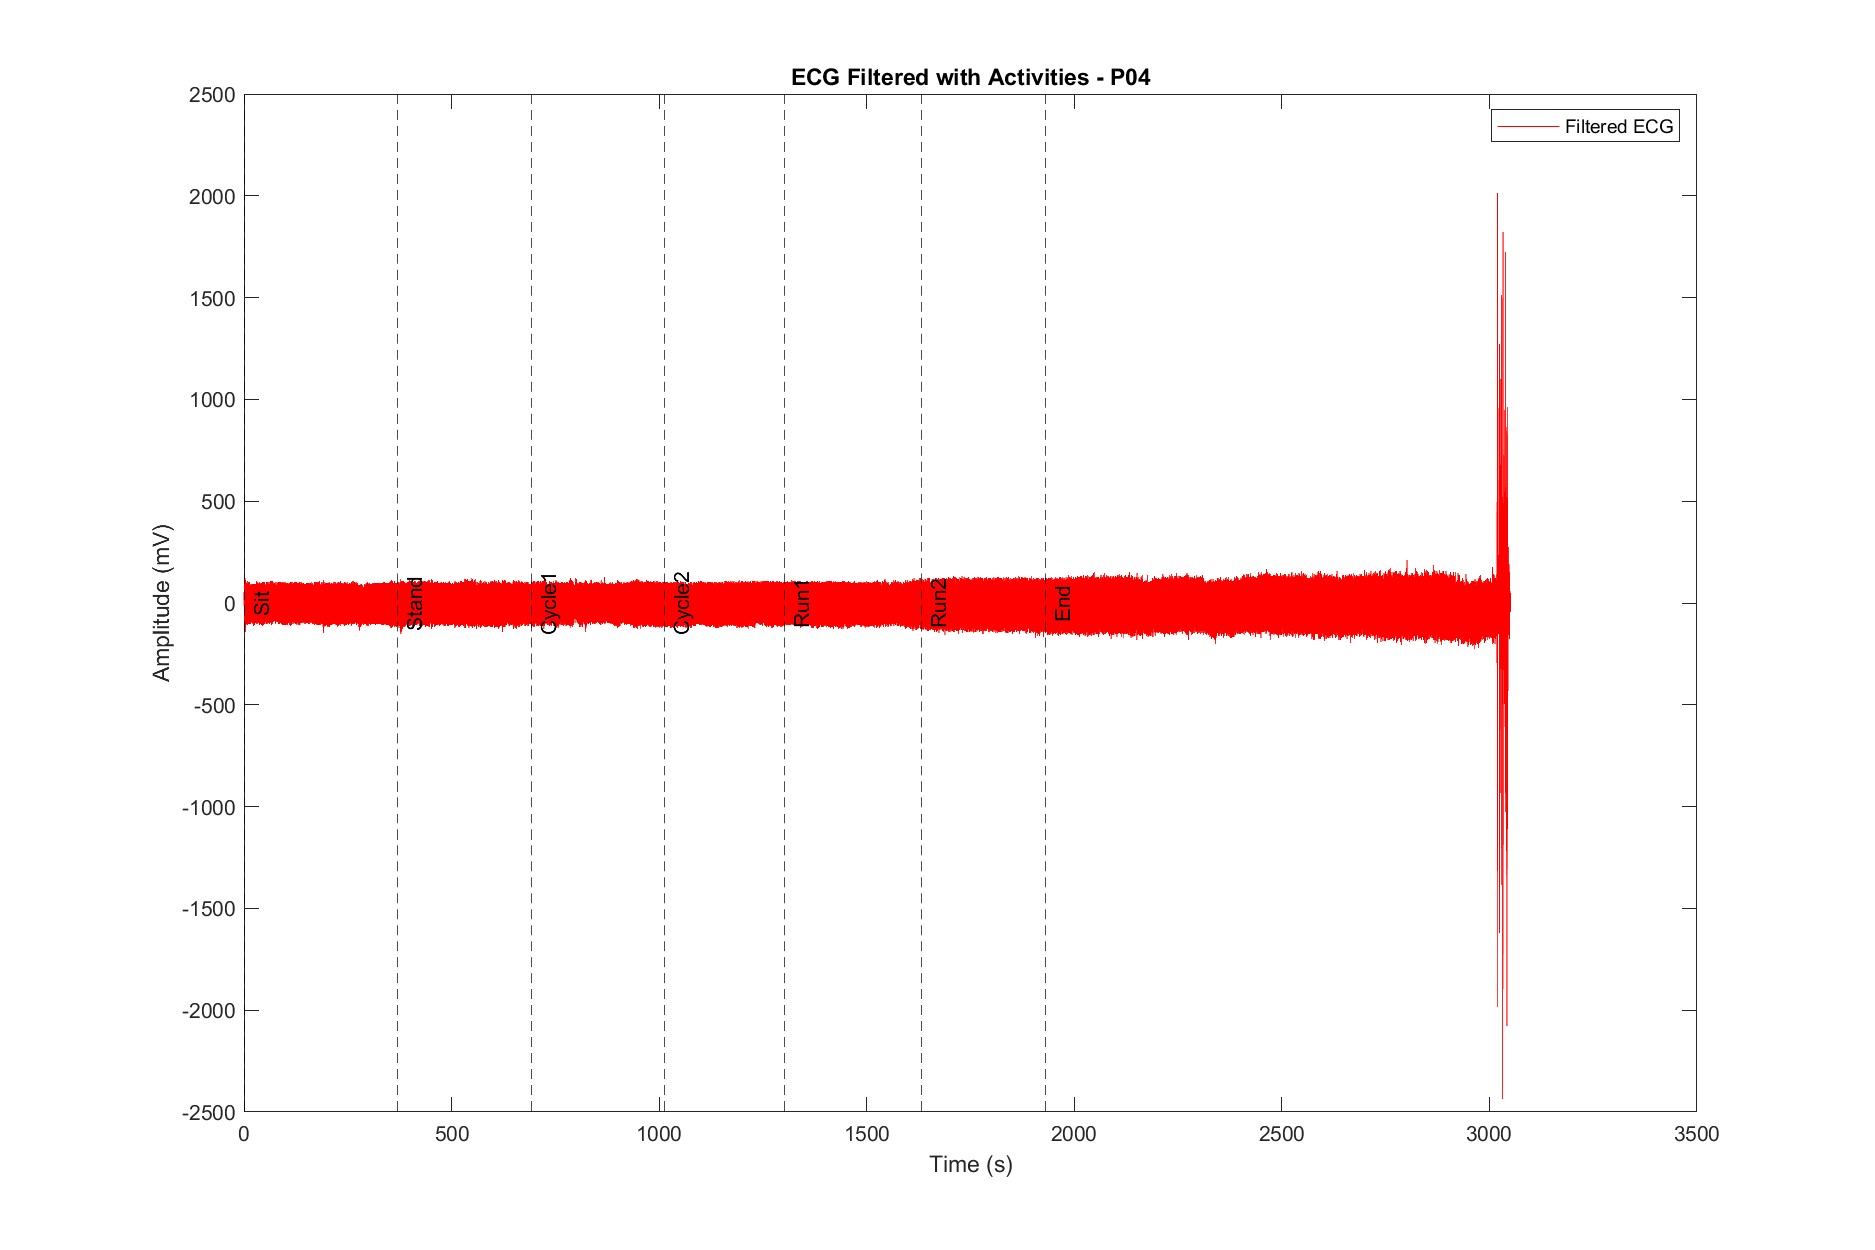 ECG Filtered with Activities - P04
Filtered ECG
Amplitude (mV)
2500
2000
1500
1000
500
0
-500
-1000
-1500
-2000
-2500
Sit
Stand
Cycle1
Cycle2
Run1
Run2
End
0
500
1000
1500
2000
2500
3000
3500
Time (s)